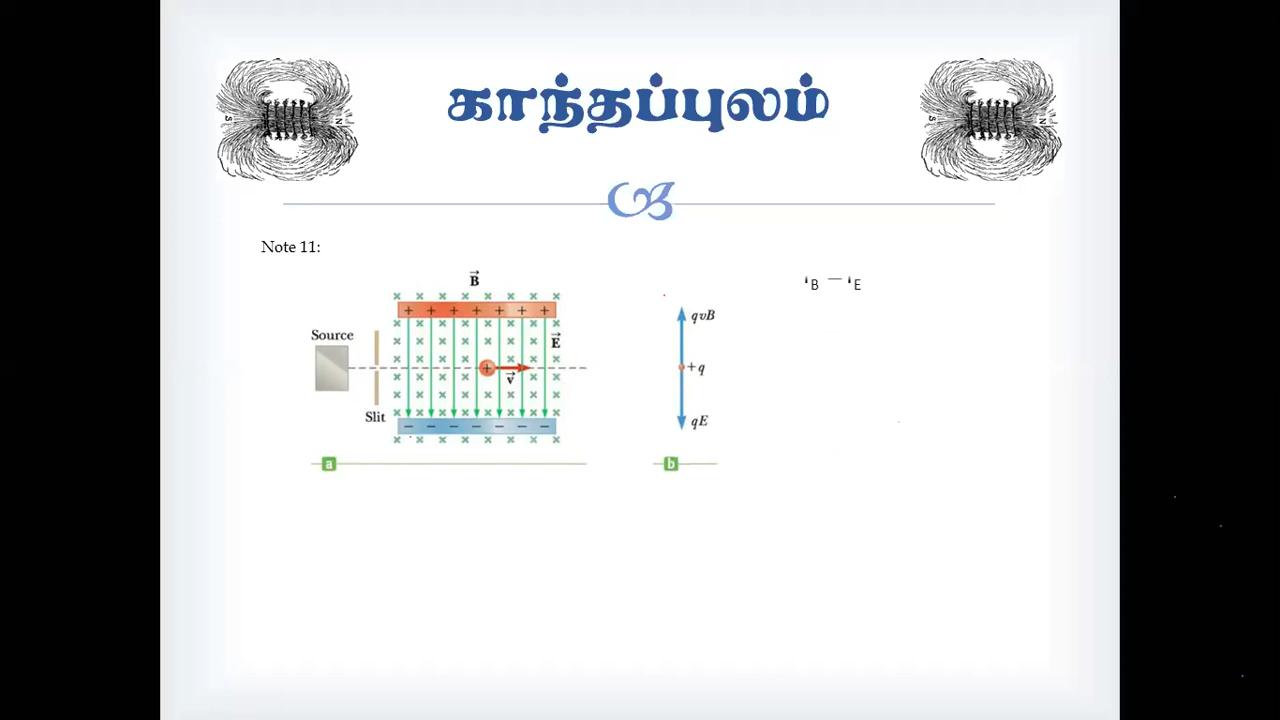 காந்தப்புலம்
S N
S N
Note 11:
B
+ + + + + + +
Source
E
+
v
Slit
− − − − − − −
a
qvB
+q
qE
b
B E